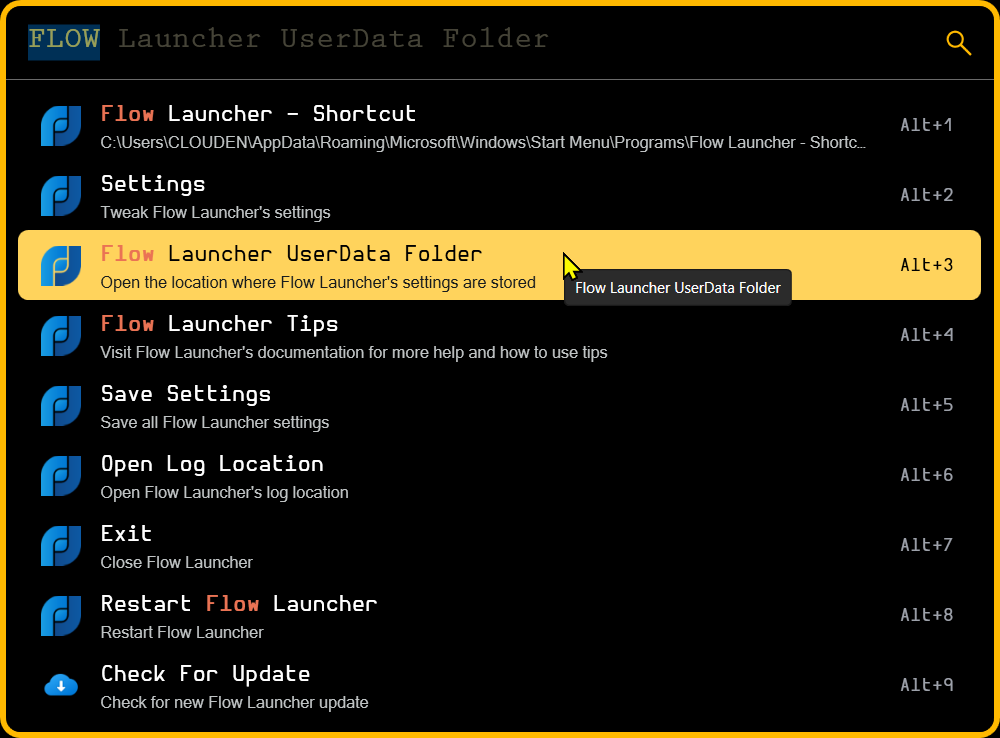 FLOW Launcher UserData Folder
Flow Launcher - Shortcut
C:\Users\CLOUDEN\AppData\Roaming\Microsoft\Windows\Start Menu\Programs\Flow Launcher - Shortc...
Alt+1
Settings
Tweak Flow Launcher's settings
Alt+2
Flow Launcher UserData Folder
Open the location where Flow Launcher's settings are stored
Alt+3
Flow Launcher UserData Folder
Flow Launcher Tips
Visit Flow Launcher's documentation for more help and how to use tips
Alt+4
Save Settings
Save all Flow Launcher settings
Alt+5
Open Log Location
Open Flow Launcher's log location
Alt+6
Exit
Close Flow Launcher
Alt+7
Restart Flow Launcher
Restart Flow Launcher
Alt+8
Check For Update
Check for new Flow Launcher update
Alt+9